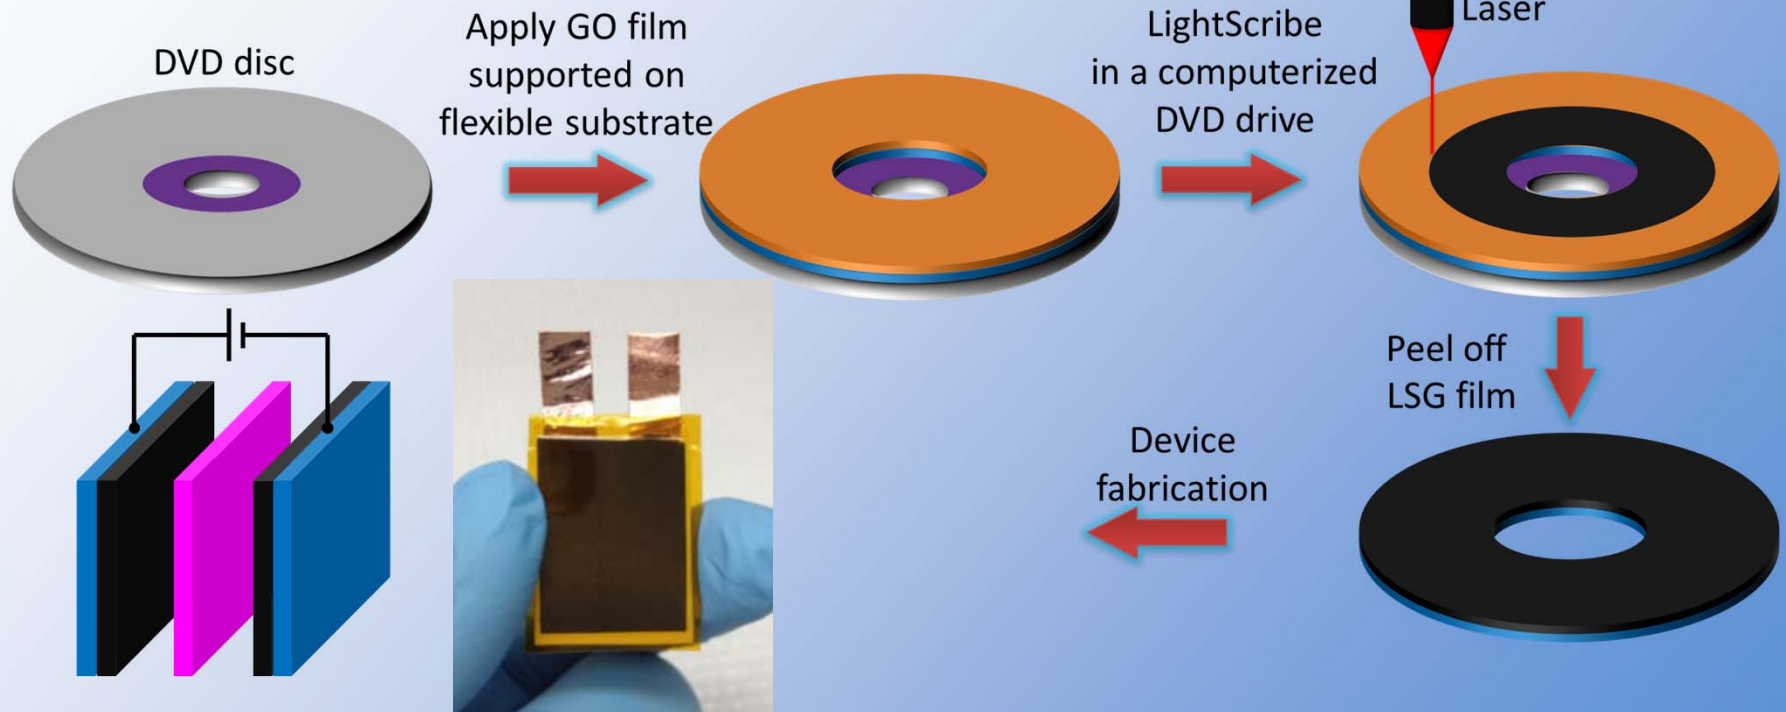 DVD disc
Apply GO film
supported on
flexible substrate
LightScribe
in a computerized
DVD drive
Laser
Peel off
LSG film
Device
fabrication